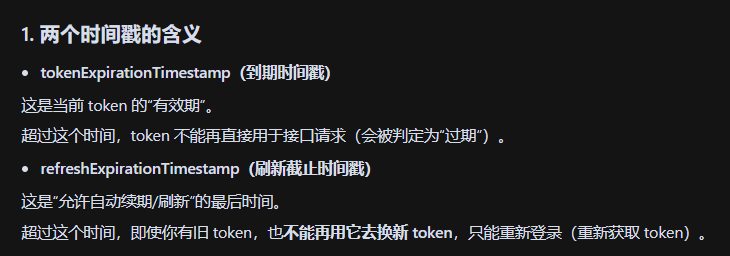 1. 两个时间戳的含义
• tokenExpirationTimestamp（到期时间戳）
这是当前 token 的“有效期”。
超过这个时间，token 不能再直接用于接口请求（会被判定为“过期”）。
• refreshExpirationTimestamp（刷新截止时间戳）
这是“允许自动续期/刷新”的最后时间。
超过这个时间，即使你有旧 token，也不能再用它去换新 token，只能重新登录（重新获取 token）。